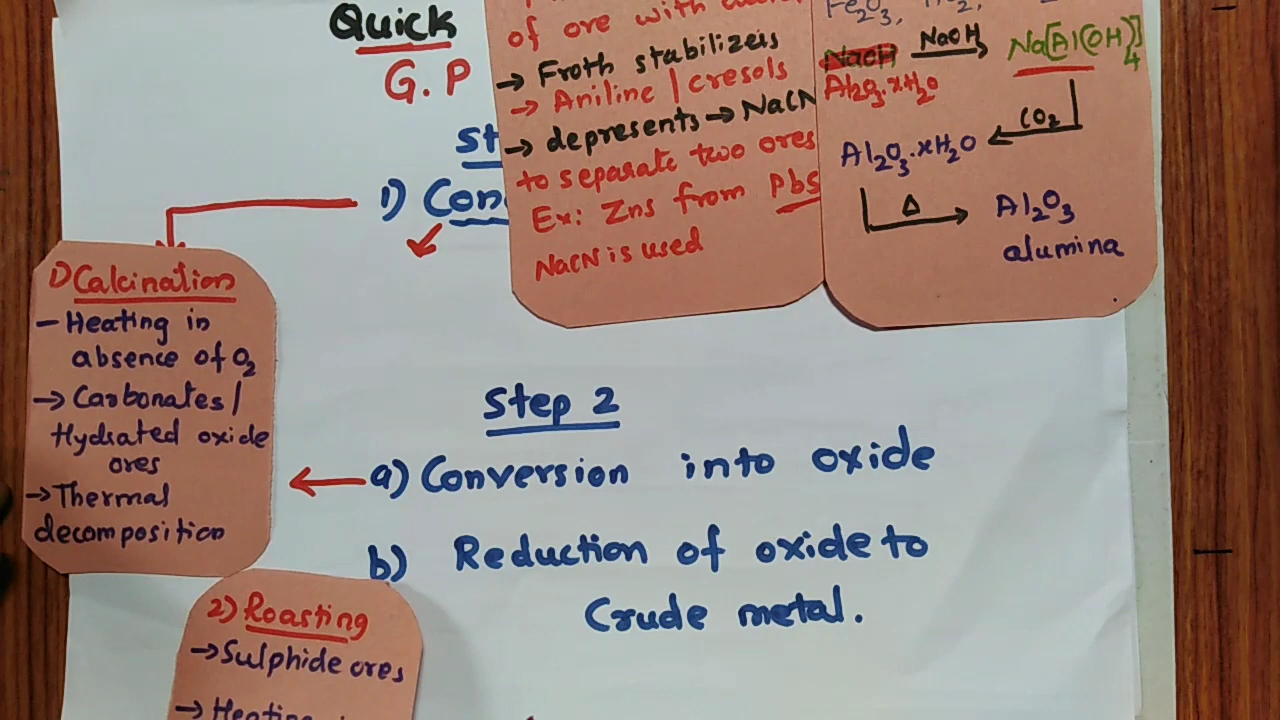 Quick
G.P
1) Con
of ore with
→ Froth stabilizers
→ Aniline / cresols
→ depresents → NaCN
to separate two ores
Ex: Zns from PbS
NaCN is used
Fe₂O₃,
NaOH NaOH Na[Al(OH)]₄
Al₂O₃.xH₂O
CO₂
Al₂O₃.xH₂O
Δ Al₂O₃
alumina
1) Calcination
- Heating in
absence of O₂
→ Carbonates /
Hydrated oxide
ores
→ Thermal
decomposition
Step 2
a) Conversion into oxide
b) Reduction of oxide to
Crude metal.
2) Roasting
→ Sulphide ores
→ Heating